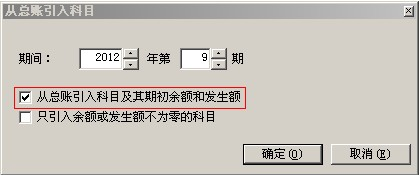 从总账引入科目
期间： 2012 年第 9 期
从总账引入科目及其期初余额和发生额
只引入余额或发生额不为零的科目
确定(O) 取消(E)